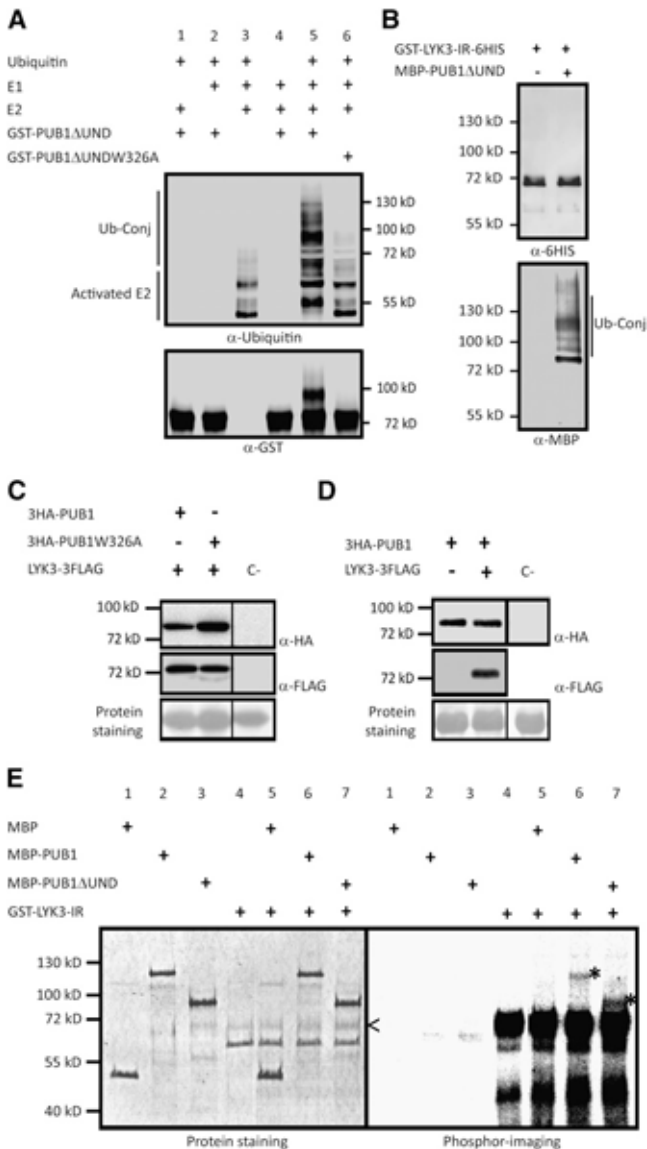 A
1 2 3 4 5 6
Ubiquitin + + + + +
E1 + + + + +
E2 + + + + +
GST-PUB1ΔUND + + + +
GST-PUB1ΔUNDW326A +
Ub-Conj
Activated E2
130 kD
100 kD
72 kD
55 kD
α-Ubiquitin
100 kD
72 kD
α-GST
B
GST-LYK3-IR-6HIS + +
MBP-PUB1ΔUND - +
130 kD
100 kD
72 kD
55 kD
α-6HIS
130 kD
100 kD
72 kD
55 kD
Ub-Conj
α-MBP
C
3HA-PUB1 + -
3HA-PUB1W326A - +
LYK3-3FLAG + + C-
100 kD
72 kD
α-HA
72 kD
α-FLAG
Protein
staining
D
3HA-PUB1 + +
LYK3-3FLAG - + C-
100 kD
72 kD
α-HA
72 kD
α-FLAG
Protein
staining
E
1 2 3 4 5 6 7 1 2 3 4 5 6 7
MBP + + + +
MBP-PUB1 + + + +
MBP-PUB1ΔUND + + + +
GST-LYK3-IR + + + + + + + +
130 kD
100 kD
72 kD
55 kD
40 kD
<
*
*
Protein staining
Phosphor-imaging